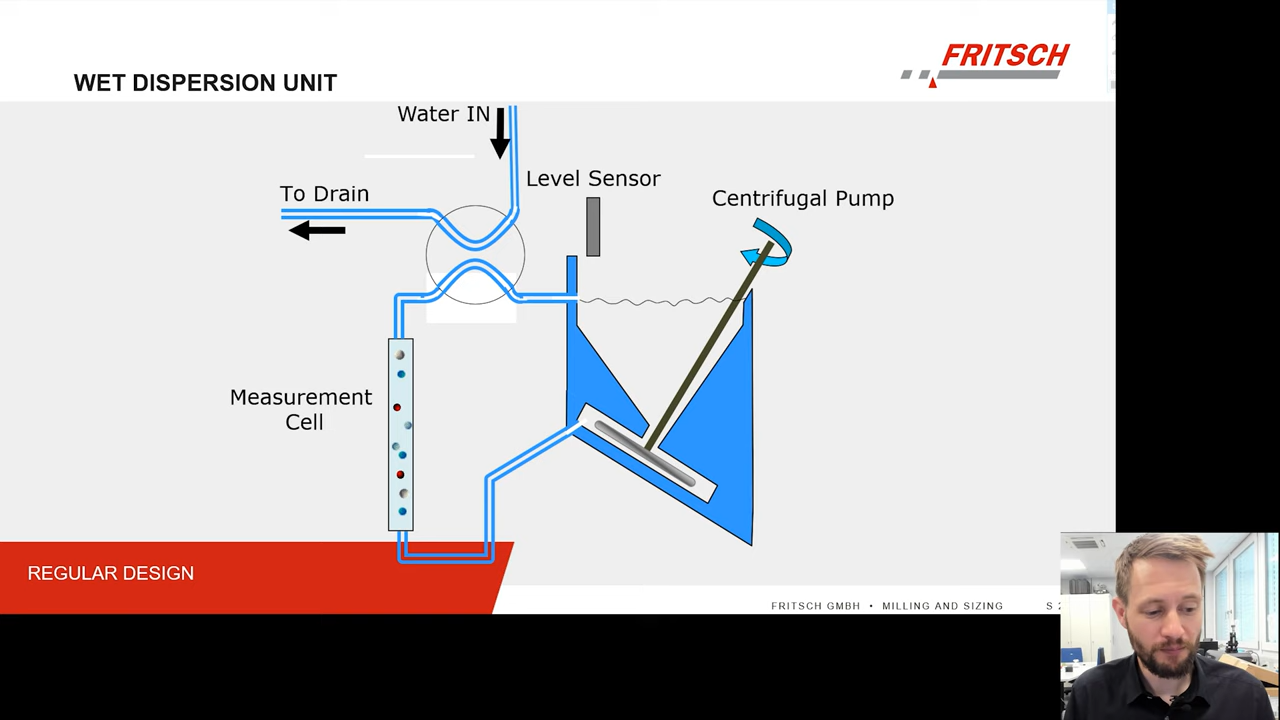 FRITSCH
WET DISPERSION UNIT
Water IN
Level Sensor
To Drain
Centrifugal Pump
Measurement
Cell
REGULAR DESIGN
FRITSCH GMBH • MILLING AND SIZING
S